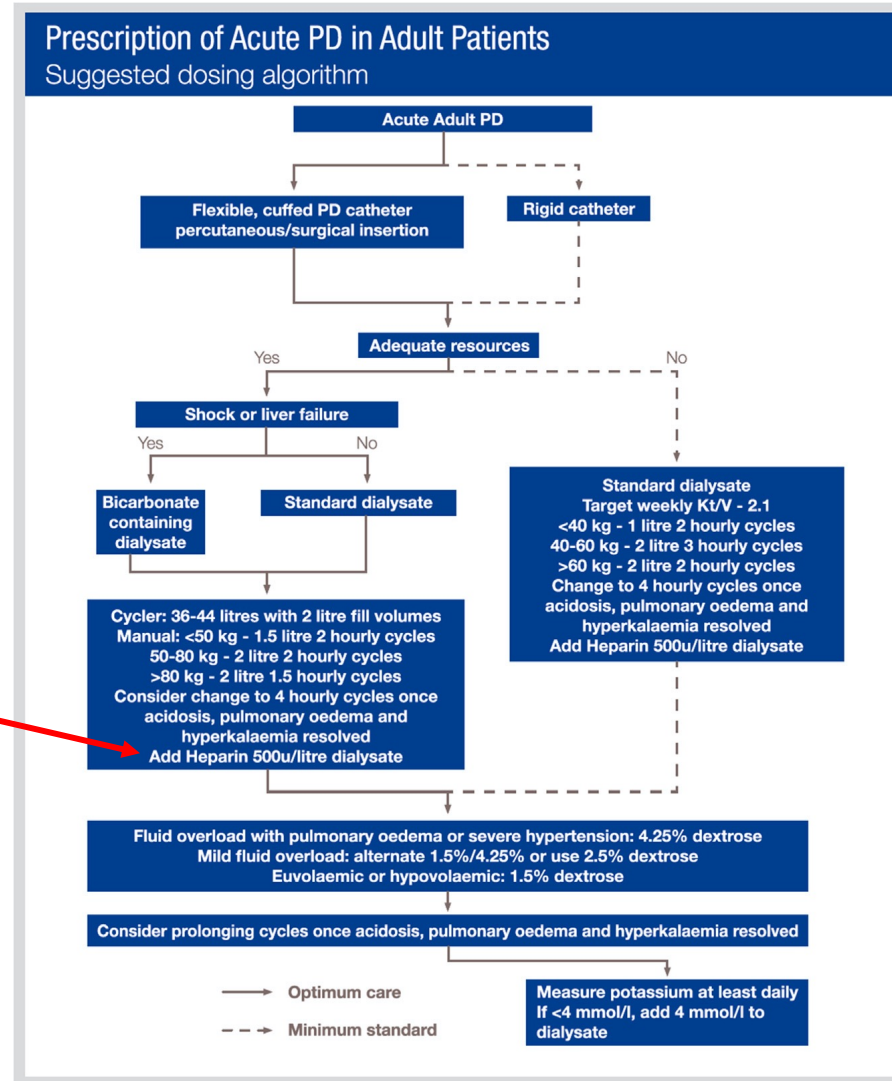 Prescription of Acute PD in Adult Patients
Suggested dosing algorithm
Acute Adult PD
Flexible, cuffed PD catheter
percutaneous/surgical insertion
Rigid catheter
Adequate resources
Yes
No
Shock or liver failure
Yes
No
Bicarbonate
containing
dialysate
Standard dialysate
Standard dialysate
Target weekly Kt/V - 2.1
<40 kg - 1 litre 2 hourly cycles
40-60 kg - 2 litre 3 hourly cycles
>60 kg - 2 litre 2 hourly cycles
Change to 4 hourly cycles once
acidosis, pulmonary oedema and
hyperkalaemia resolved
Add Heparin 500u/litre dialysate
Cycler: 36-44 litres with 2 litre fill volumes
Manual: <50 kg - 1.5 litre 2 hourly cycles
50-80 kg - 2 litre 2 hourly cycles
>80 kg - 2 litre 1.5 hourly cycles
Consider change to 4 hourly cycles once
acidosis, pulmonary oedema and
hyperkalaemia resolved
Add Heparin 500u/litre dialysate
Fluid overload with pulmonary oedema or severe hypertension: 4.25% dextrose
Mild fluid overload: alternate 1.5%/4.25% or use 2.5% dextrose
Euvolaemic or hypovolaemic: 1.5% dextrose
Consider prolonging cycles once acidosis, pulmonary oedema and hyperkalaemia resolved
Optimum care
Minimum standard
Measure potassium at least daily
If <4 mmol/l, add 4 mmol/l to
dialysate